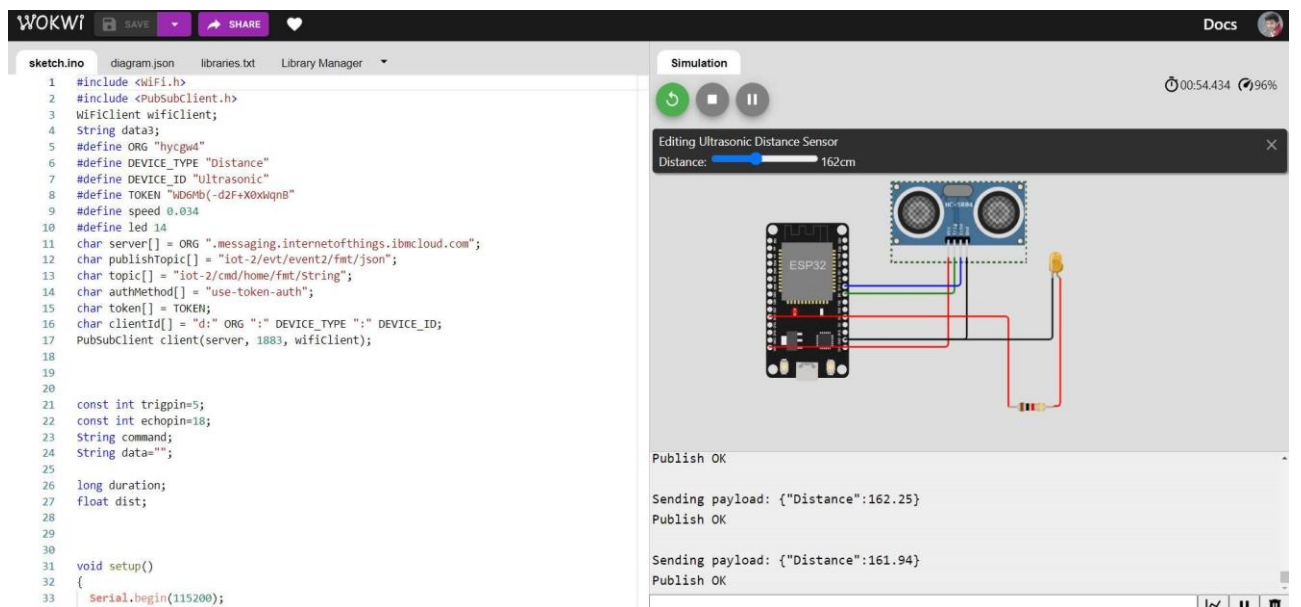 WOKWi SAVE SHARE Docs
sketch.ino diagram.json libraries.txt Library Manager
1 #include <WiFi.h>
2 #include <PubSubClient.h>
3 WiFiClient wifiClient;
4 String data3;
5 #define ORG "hycgw4"
6 #define DEVICE_TYPE "Distance"
7 #define DEVICE_ID "Ultrasonic"
8 #define TOKEN "WD6Mb(-d2F+X0xWqnB"
9 #define speed 0.034
10 #define led 14
11 char server[] = ORG ".messaging.internetofthings.ibmcloud.com";
12 char publishTopic[] = "iot-2/evt/event2/fmt/json";
13 char topic[] = "iot-2/cmd/home/fmt/String";
14 char authMethod[] = "use-token-auth";
15 char token[] = TOKEN;
16 char clientId[] = "d:" ORG ":" DEVICE_TYPE ":" DEVICE_ID;
17 PubSubClient client(server, 1883, wifiClient);
18
19
20
21 const int trigpin=5;
22 const int echopin=18;
23 String command;
24 String data="";
25
26 long duration;
27 float dist;
28
29
30
31 void setup()
32 {
33 Serial.begin(115200);
Simulation
00:54.434 96%
Editing Ultrasonic Distance Sensor
Distance: 162cm
HC-SR04
ESP32
Publish OK
Sending payload: {"Distance":162.25}
Publish OK
Sending payload: {"Distance":161.94}
Publish OK